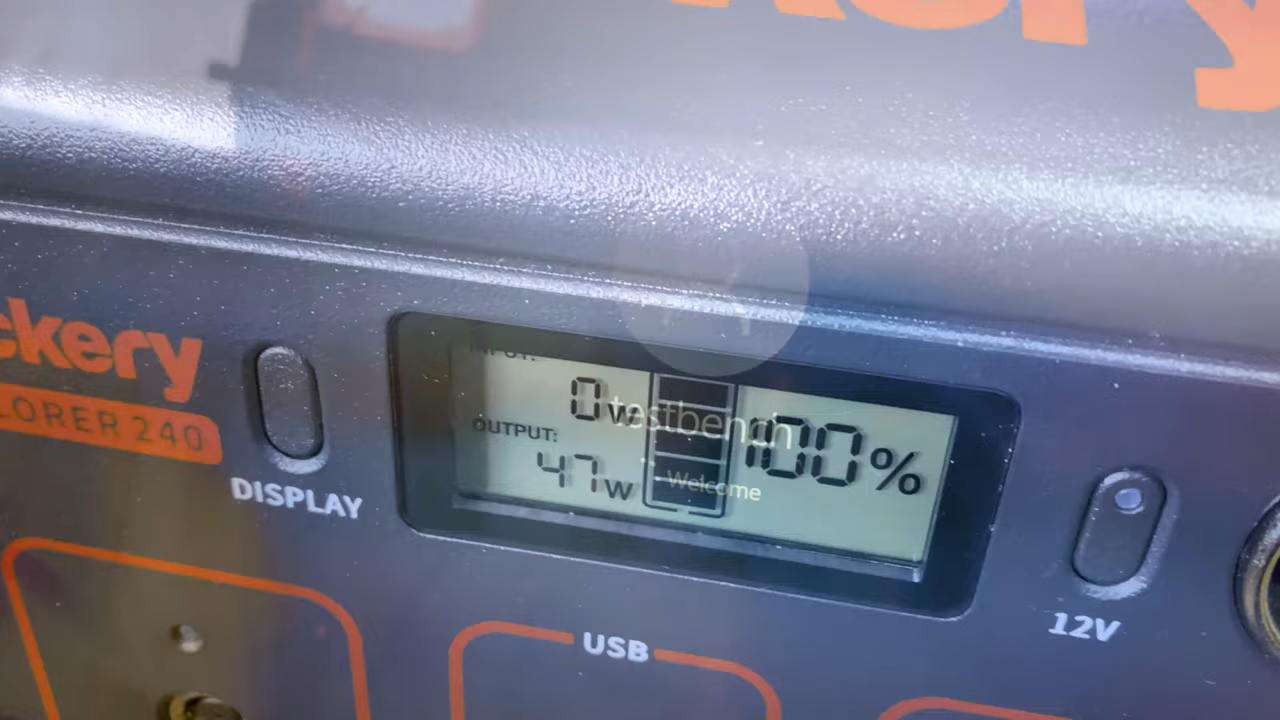 ckery
LORER 240
DISPLAY
INPUT:
0w
OUTPUT:
47w
100%
testbench
Welcome
12V
USB